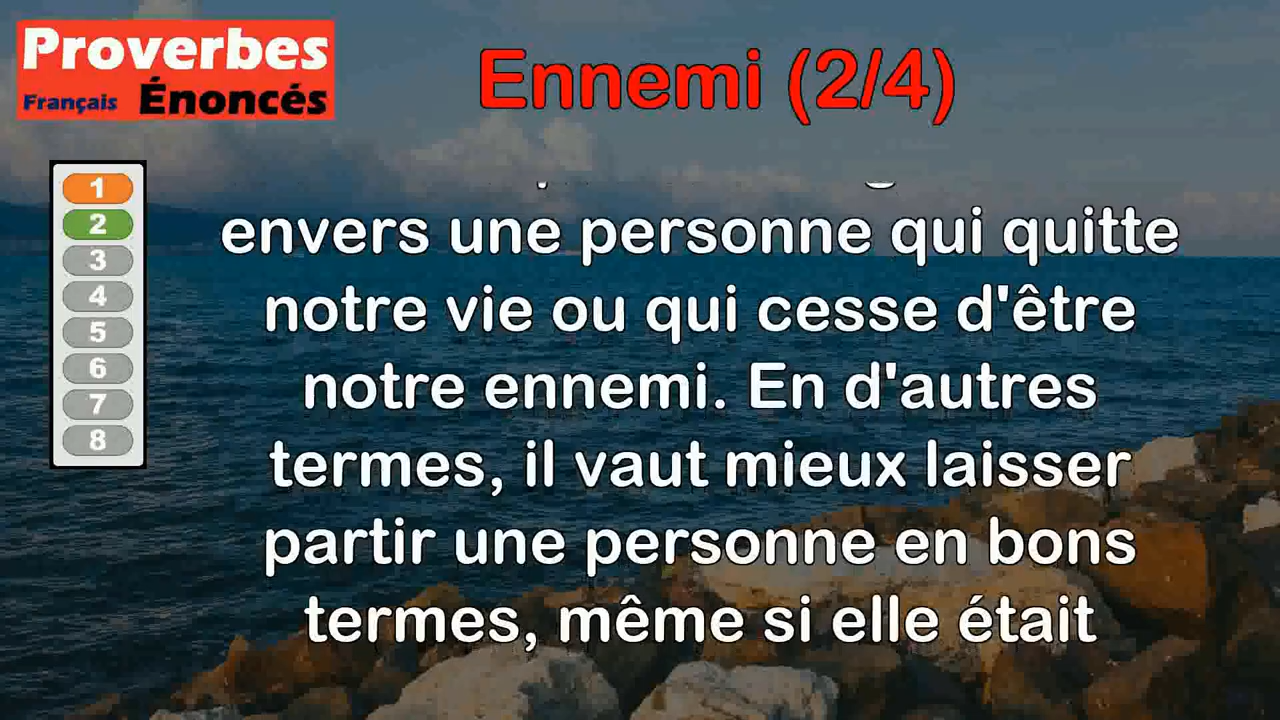 Proverbes
Français Énoncés
Ennemi (2/4)
1
2
3
4
5
6
7
8
envers une personne qui quitte
notre vie ou qui cesse d'être
notre ennemi. En d'autres
termes, il vaut mieux laisser
partir une personne en bons
termes, même si elle était